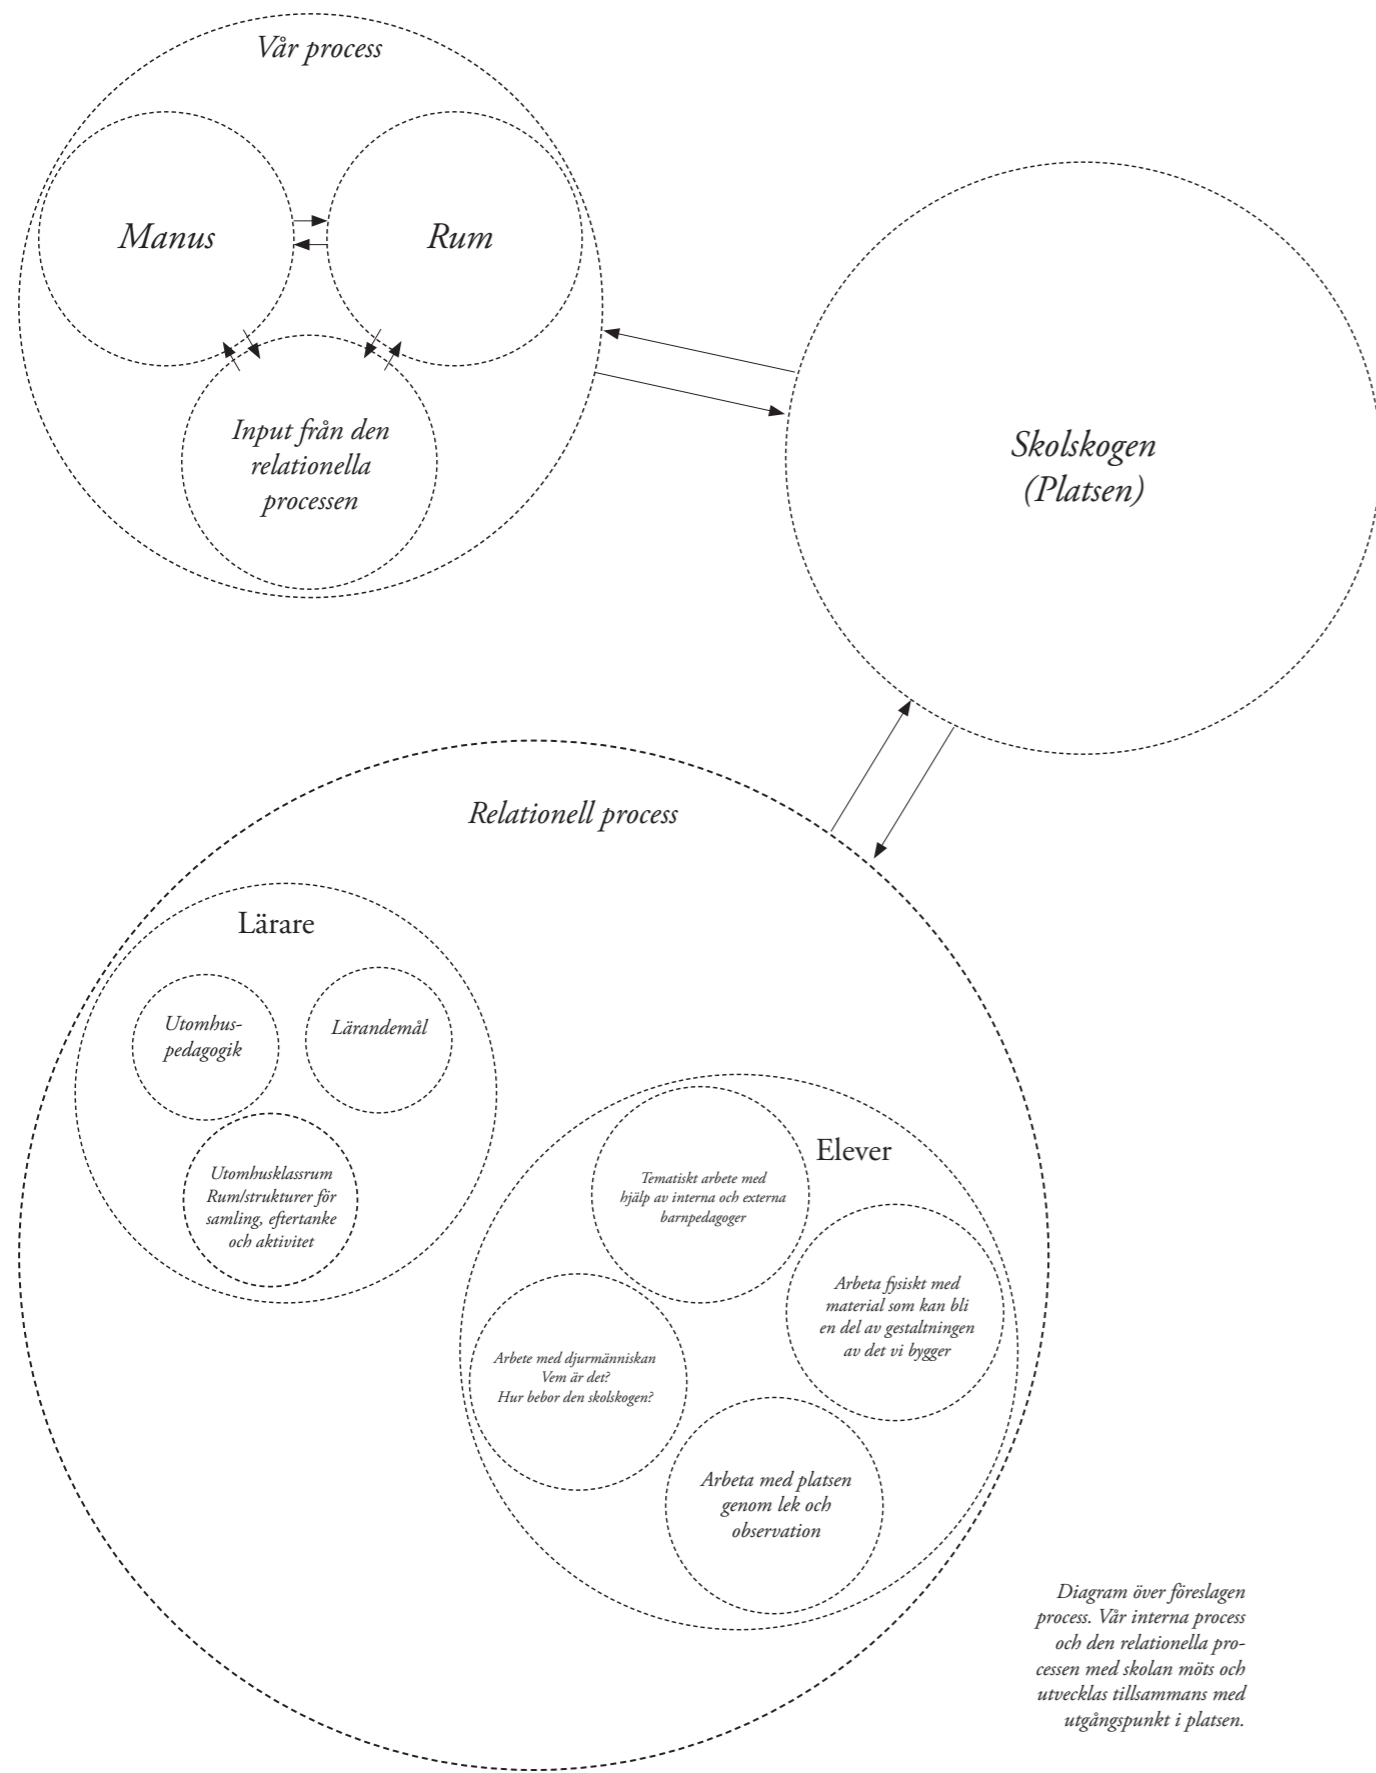 Vår process
Manus
Rum
Input från den
relationella
processen
Skolskogen
(Platsen)
Relationell process
Lärare
Utomhus-
pedagogik
Lärandemål
Utomhusklassrum
Rum/strukturer för
samling, eftertanke
och aktivitet
Elever
Tematiskt arbete med
hjälp av interna och externa
barnpedagoger
Arbeta fysiskt med
material som kan bli
en del av gestaltningen
av det vi bygger
Arbete med djurmänniskan
Vem är det?
Hur bebor den skolskogen?
Arbeta med platsen
genom lek och
observation
Diagram över föreslagen
process. Vår interna process
och den relationella pro-
cessen med skolan möts och
utvecklas tillsammans med
utgångspunkt i platsen.